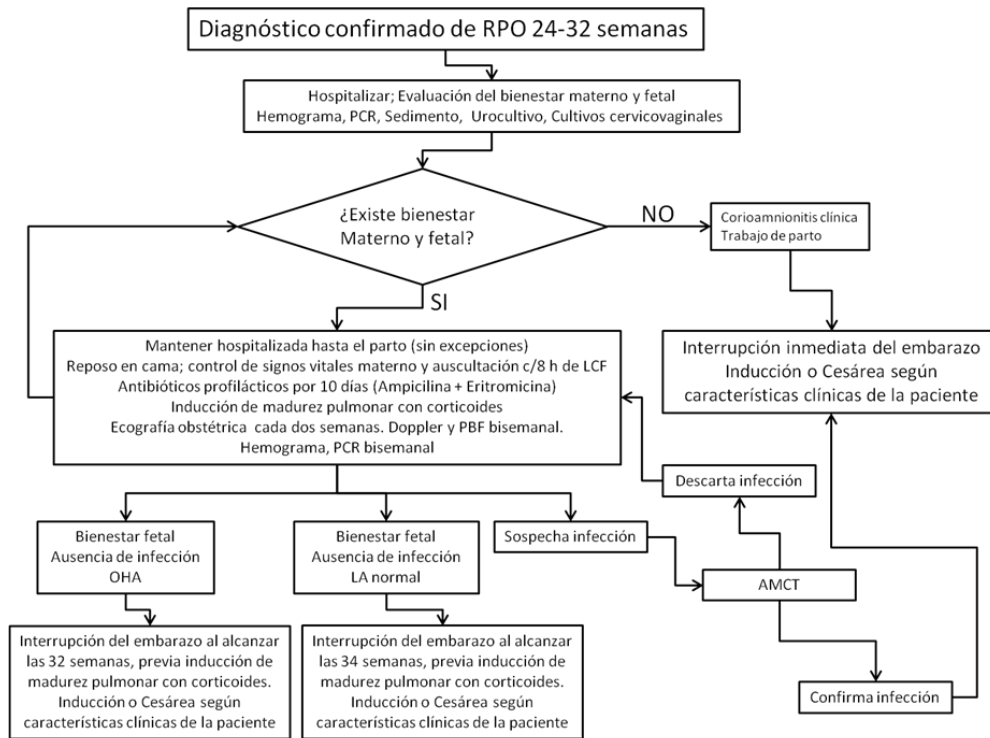 Diagnóstico confirmado de RPO 24-32 semanas
Hospitalizar; Evaluación del bienestar materno y fetal
Hemograma, PCR, Sedimento, Urocultivo, Cultivos cervicovaginales
¿Existe bienestar
Materno y fetal?
NO
Corioamnionitis clínica
Trabajo de parto
SI
Mantener hospitalizada hasta el parto (sin excepciones)
Reposo en cama; control de signos vitales materno y auscultación c/8 h de LCF
Antibióticos profilácticos por 10 días (Ampicilina + Eritromicina)
Inducción de madurez pulmonar con corticoides
Ecografía obstétrica cada dos semanas. Doppler y PBF bisemanal.
Hemograma, PCR bisemanal
Interrupción inmediata del embarazo
Inducción o Cesárea según
características clínicas de la paciente
Descarta infección
Bienestar fetal
Ausencia de infección
OHA
Bienestar fetal
Ausencia de infección
LA normal
Sospecha infección
AMCT
Interrupción del embarazo al alcanzar
las 32 semanas, previa inducción de
madurez pulmonar con corticoides.
Inducción o Cesárea según
características clínicas de la paciente
Interrupción del embarazo al alcanzar
las 34 semanas, previa inducción de
madurez pulmonar con corticoides.
Inducción o Cesárea según
características clínicas de la paciente
Confirma infección